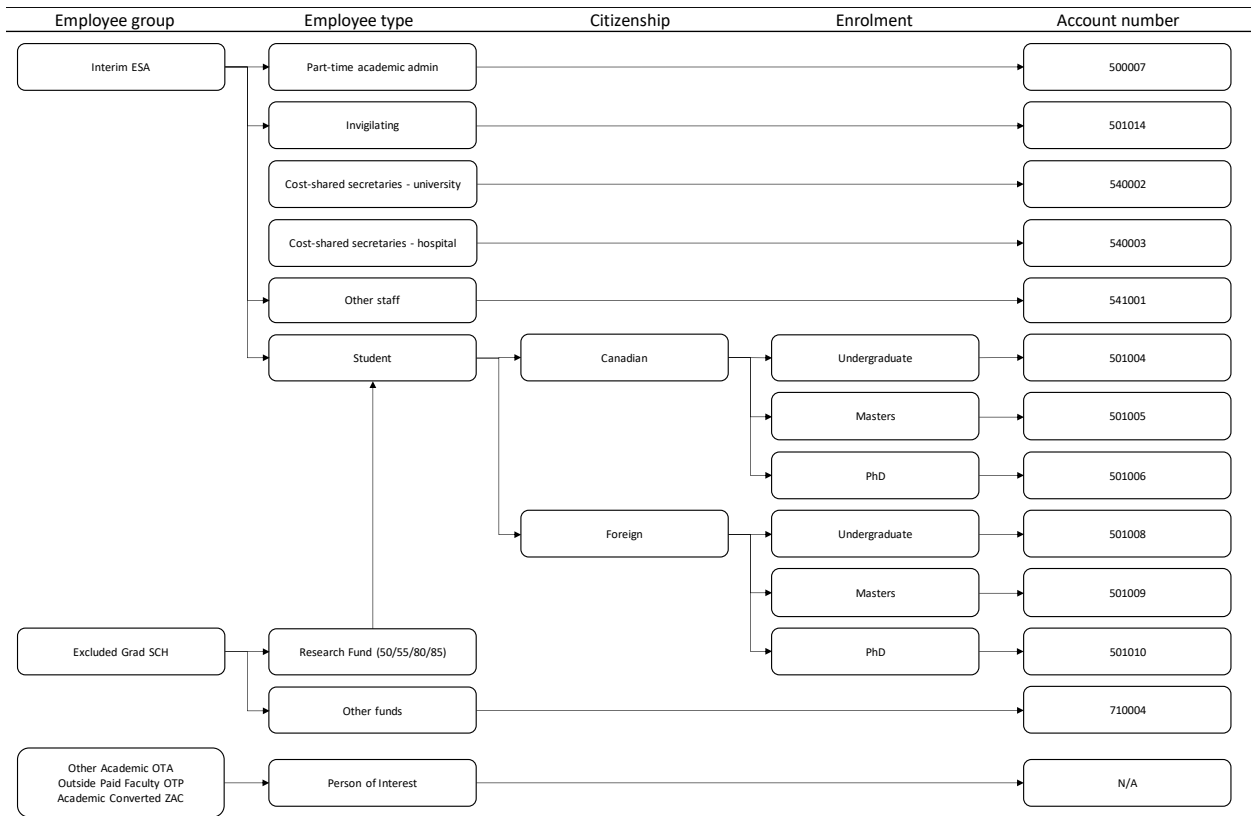 Employee group
Employee type
Citizenship
Enrolment
Account number
Interim ESA
Part-time academic admin
500007
Invigilating
501014
Cost-shared secretaries - university
540002
Cost-shared secretaries - hospital
540003
Other staff
541001
Student
Canadian
Undergraduate
501004
Masters
501005
PhD
501006
Foreign
Undergraduate
501008
Masters
501009
Excluded Grad SCH
Research Fund (50/55/80/85)
PhD
501010
Other funds
710004
Other Academic OTA
Outside Paid Faculty OTP
Academic Converted ZAC
Person of Interest
N/A